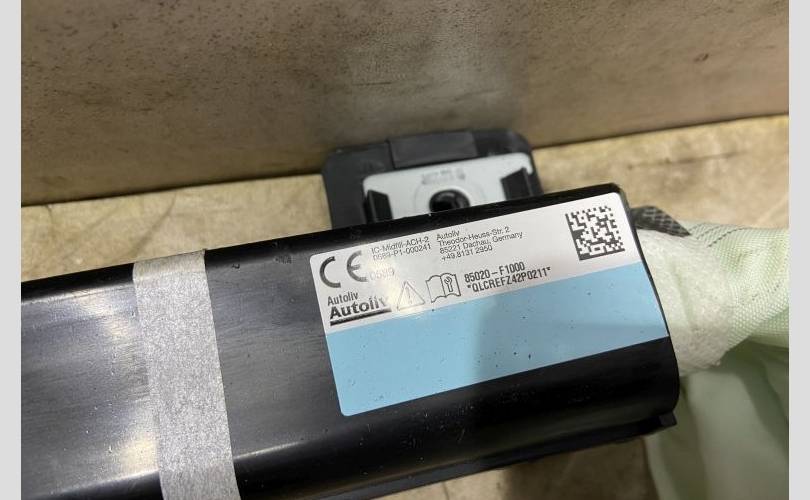 CE
0589
IC-Midfill-ACH-2
0589-P1-000241
Autoliv
Theodor-Heuss-Str. 2
85221 Dachau, Germany
+49.8131 2950
Autoliv
Autoliv
85020-F1000
*QLCREFZ42P0211*